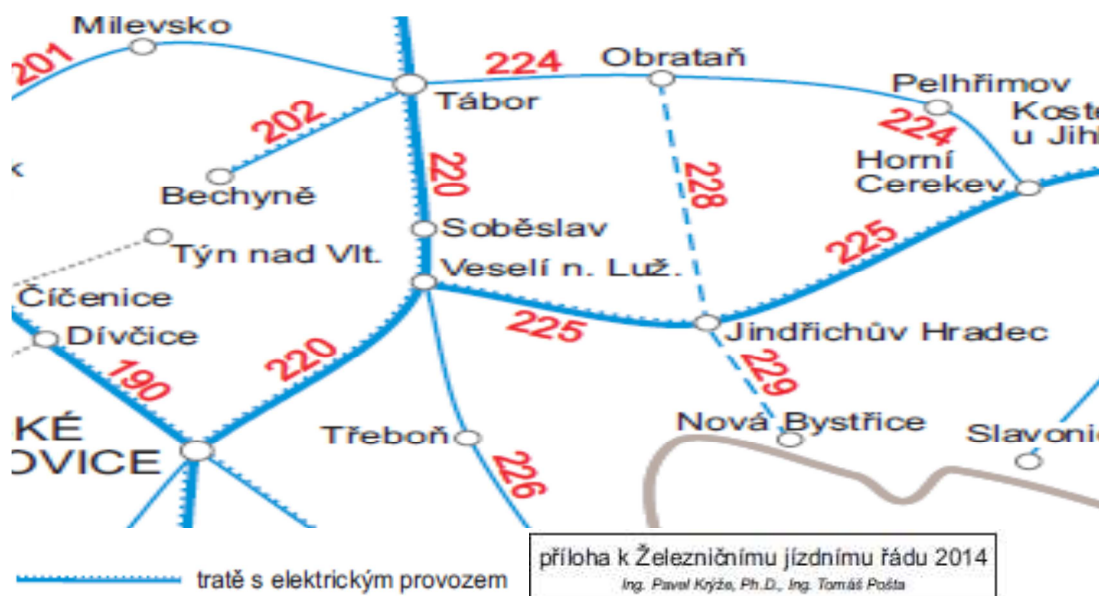 Milevsko
201
224
Obrataň
Pelhřimov
Tábor
224
202
Horní
Cerekev
220
228
Bechyně
Soběslav
225
Týn nad Vlt.
Veselí n. Luž.
Číčenice
Dívčice
225
Jindřichův Hradec
190
220
229
Třeboň
Nová Bystřice
Slavonic
KÉ
OVICE
226
tratě s elektrickým provozem
příloha k Železničnímu jízdnímu řádu 2014
Ing. Pavel Krýže, Ph.D., Ing. Tomáš Pošta